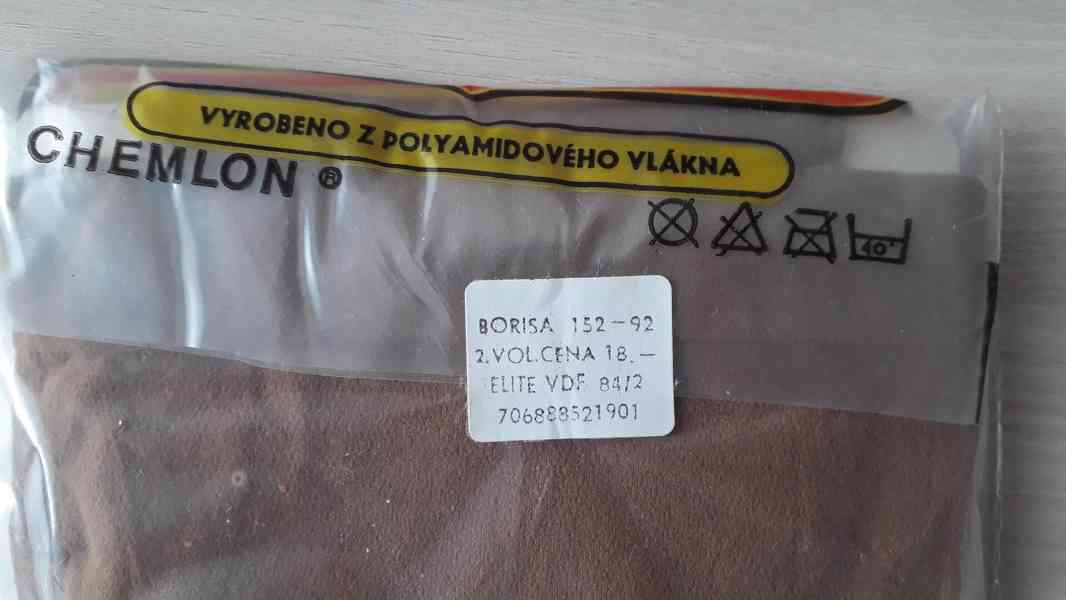 VYROBENO Z POLYAMIDOVÉHO VLÁKNA
CHEMLON ®
40°
BORISA 152-92
2.VOL.CENA 18.-
ELITE VDF 84/2
706888521901